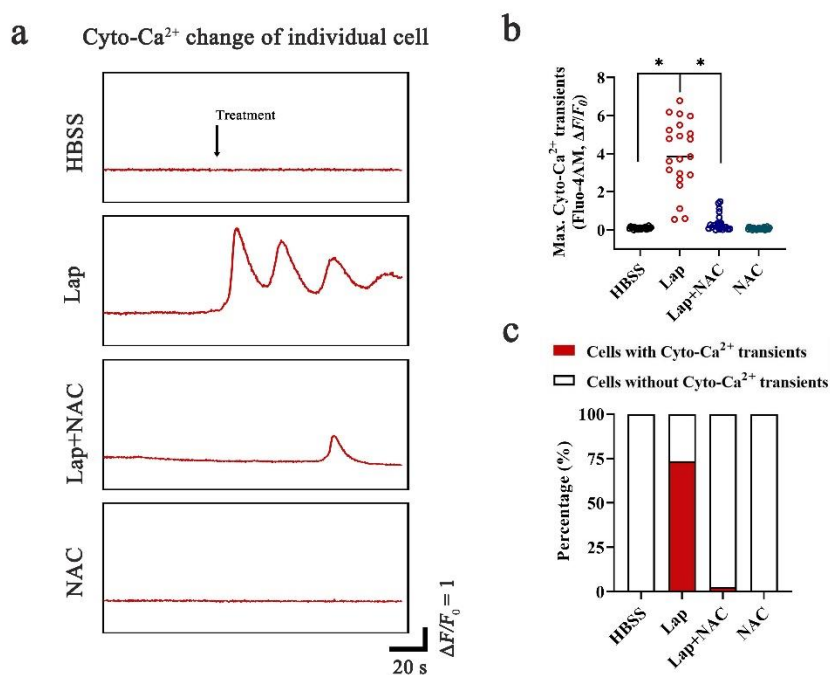 a
Cyto-Ca²⁺ change of individual cell
HBSS
Treatment
Lap
Lap+NAC
NAC
ΔF/F₀ = 1
20 s
b
* *
Max. Cyto-Ca²⁺ transients
(Fluo-4AM, ΔF/F₀)
8
6
4
2
0
HBSS
Lap
Lap+NAC
NAC
c
Cells with Cyto-Ca²⁺ transients
Cells without Cyto-Ca²⁺ transients
Percentage (%)
100
75
50
25
0
HBSS
Lap
Lap+NAC
NAC